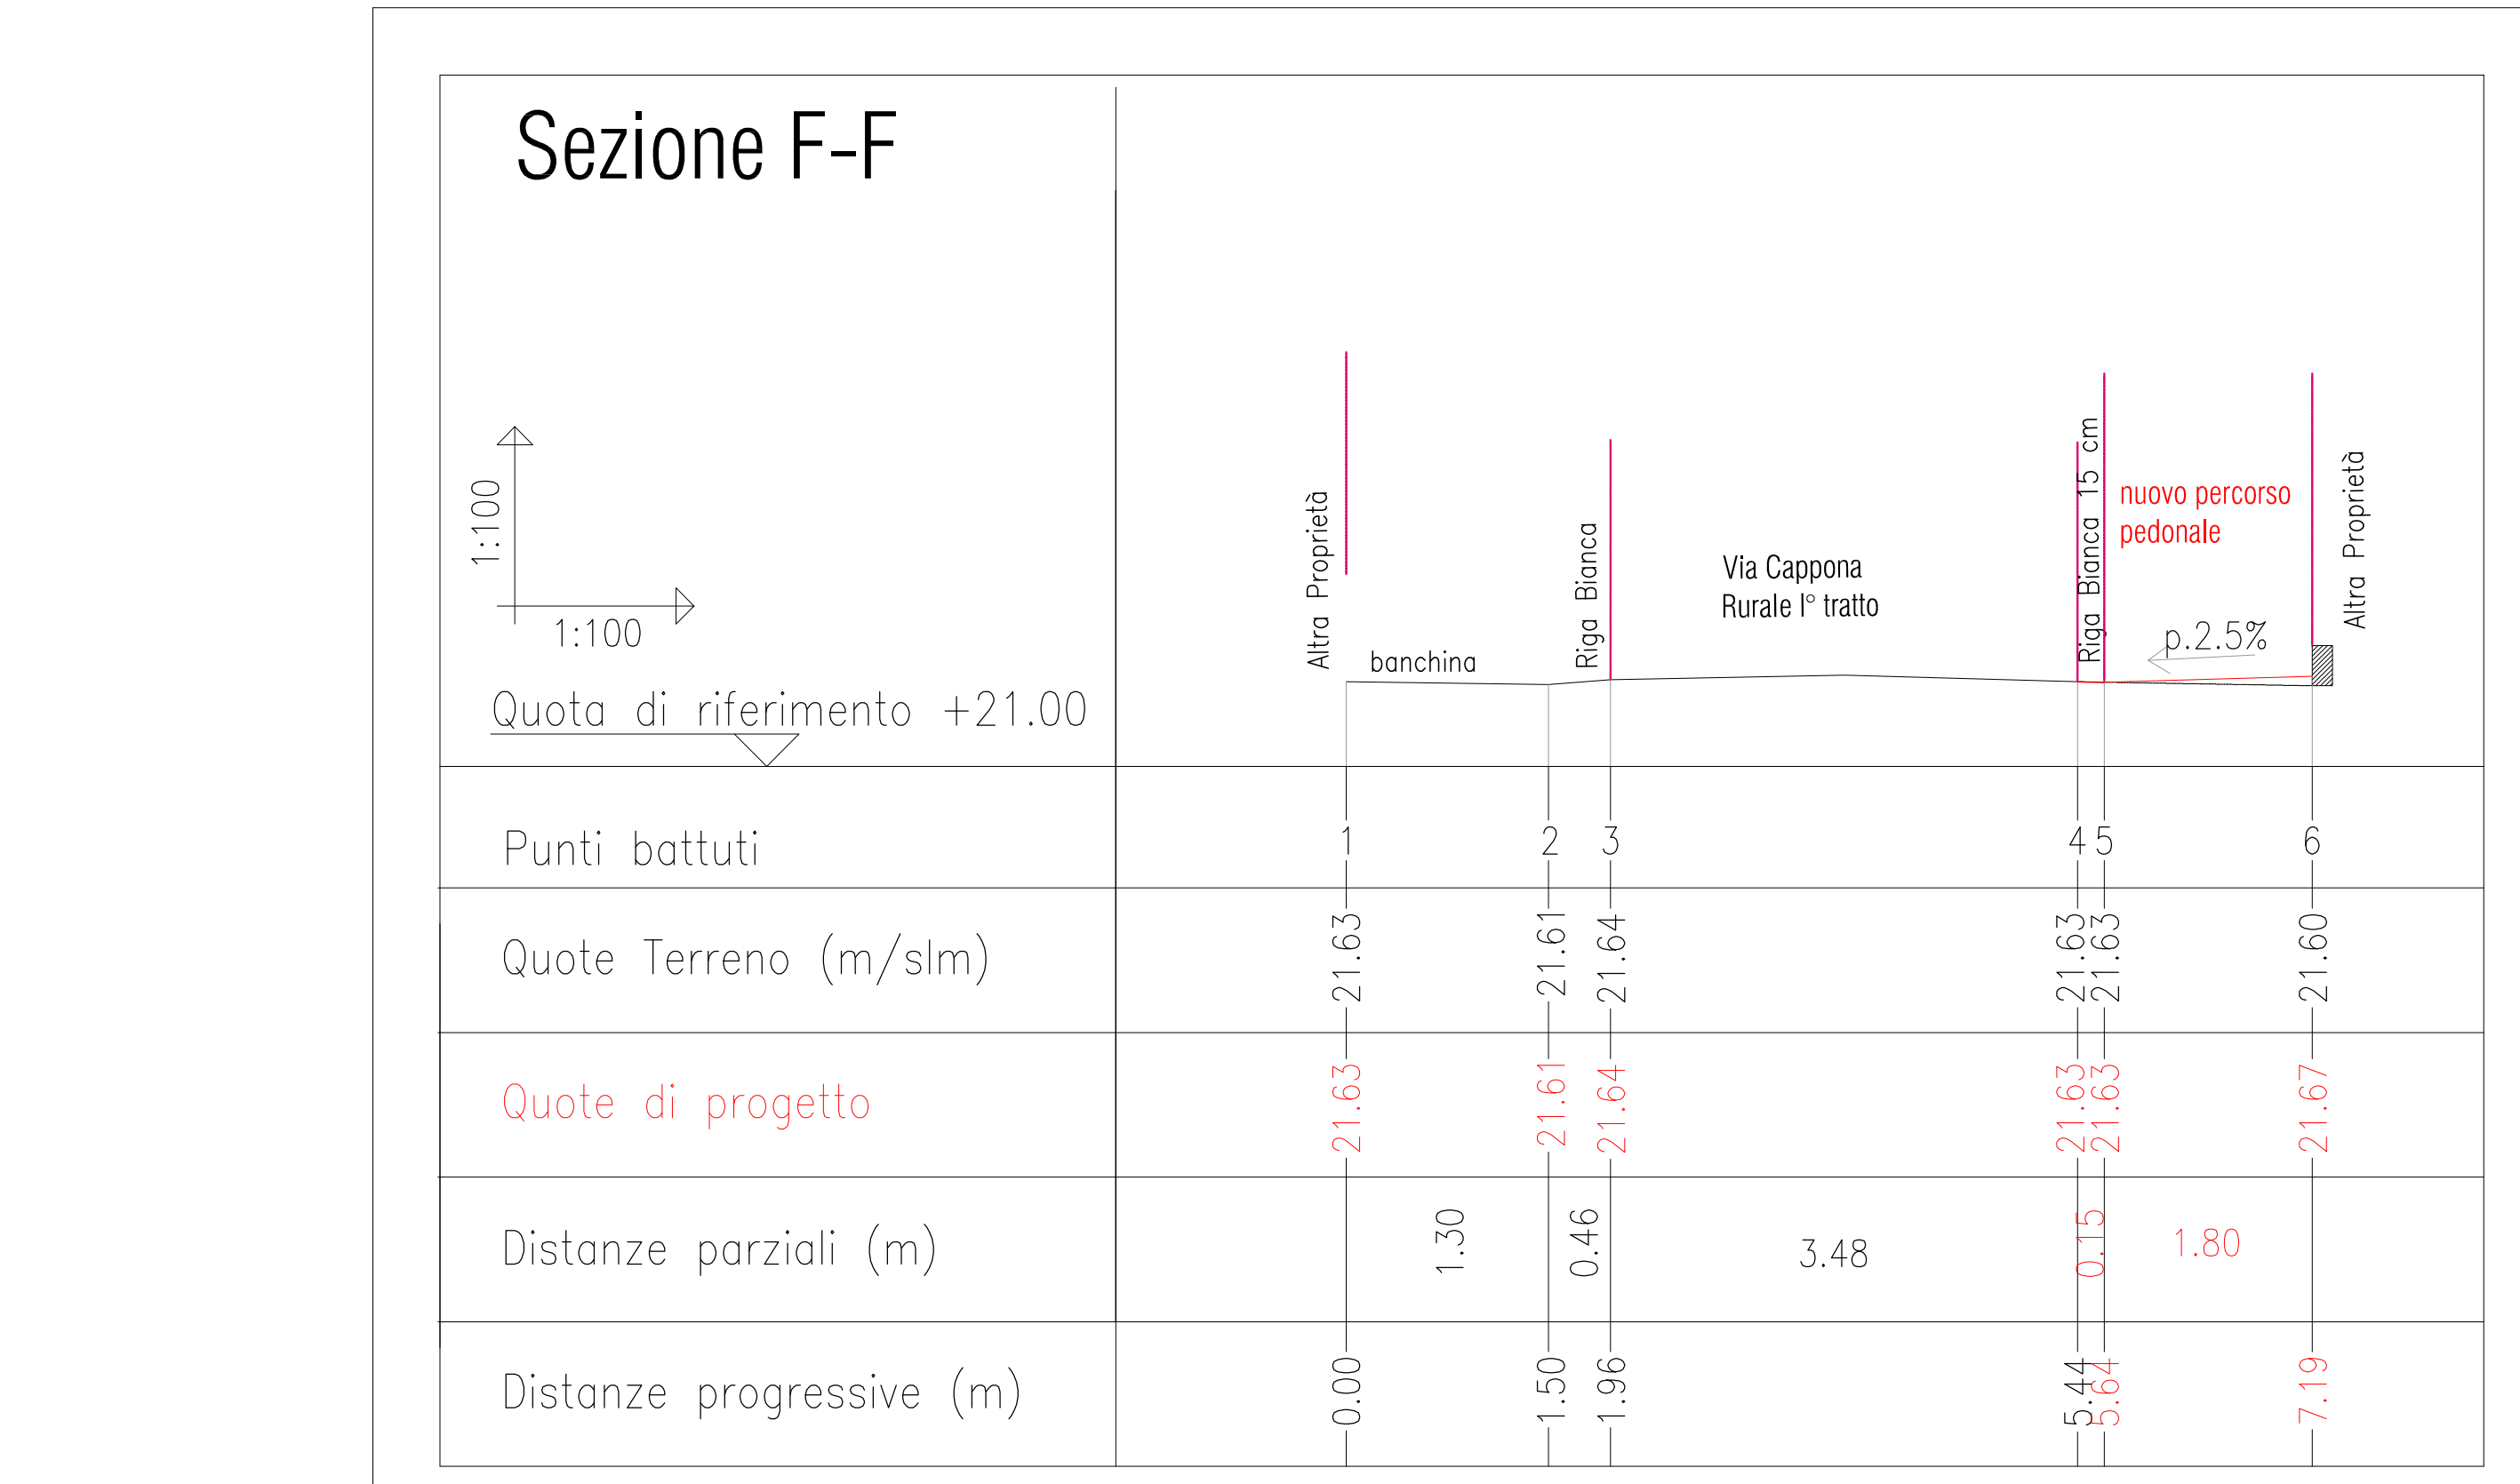 Sezione F-F
1:100
1:100
Quota di riferimento +21.00
Altra Proprietà
banchina
Riga Bianca
Via Cappona
Rurale I° tratto
Riga Bianca 15 cm
nuovo percorso
pedonale
p.2.5%
Altra Proprietà
Punti battuti 1 2 3 4 5 6
Quote Terreno (m/slm) 21.63 21.61 21.64 21.63 21.63 21.60
Quote di progetto 21.63 21.61 21.64 21.63 21.63 21.67
Distanze parziali (m) 1.30 0.46 3.48 0.15 1.80
Distanze progressive (m) 0.00 1.50 1.96 5.44 5.64 7.19